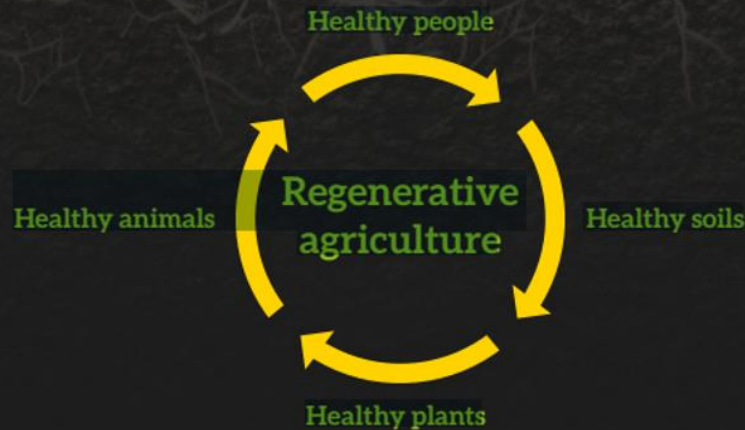 Healthy people
Healthy animals
Regenerative
agriculture
Healthy soils
Healthy plants